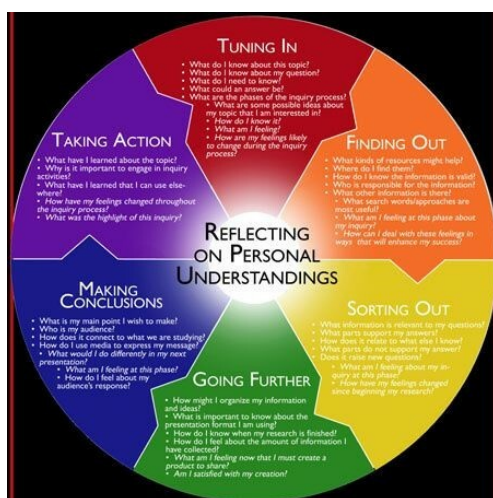 TUNING IN
• What do I know about this topic?
• What do I know about my question?
• What do I need to know?
• What could an answer be?
• What are the phases of the inquiry process?
• What are some possible ideas about
my topic that I am interested in?
• How do I know it?
• What am I feeling?
• How are my feelings likely
to change during the inquiry
process?
FINDING OUT
• What kinds of resources might help?
• Where do I find them?
• How do I know the information is valid?
• Who is responsible for the information?
• What other information is there?
• What search words/approaches are
most useful?
• What am I feeling at this phase about
my inquiry?
• How can I deal with these feelings in
ways that will enhance my success?
SORTING OUT
• What information is relevant to my questions?
• What parts support my answers?
• How does it relate to what else I know?
• What parts do not support my answer?
• Does it raise new questions?
• What am I feeling about my in-
quiry at this phase?
• How have my feelings changed
since beginning my research?
GOING FURTHER
• How might I organize my information
and ideas?
• What is important to know about the
presentation format I am using?
• How do I know when my research is finished?
• How do I feel about the amount of information I
have collected?
• What am I feeling now that I must create a
product to share?
• Am I satisfied with my creation?
MAKING
CONCLUSIONS
• What is my main point I wish to make?
• Who is my audience?
• How does it connect to what we are studying?
• How do I use media to express my message?
• What would I do differently in my next
presentation?
• What am I feeling at this phase?
• How do I feel about my
audience's response?
TAKING ACTION
• What have I learned about the topic?
• Why is it important to engage in inquiry
activities?
• What have I learned that I can use else-
where?
• How have my feelings changed throughout
the inquiry process?
• What was the highlight of this inquiry?
REFLECTING
ON PERSONAL
UNDERSTANDINGS